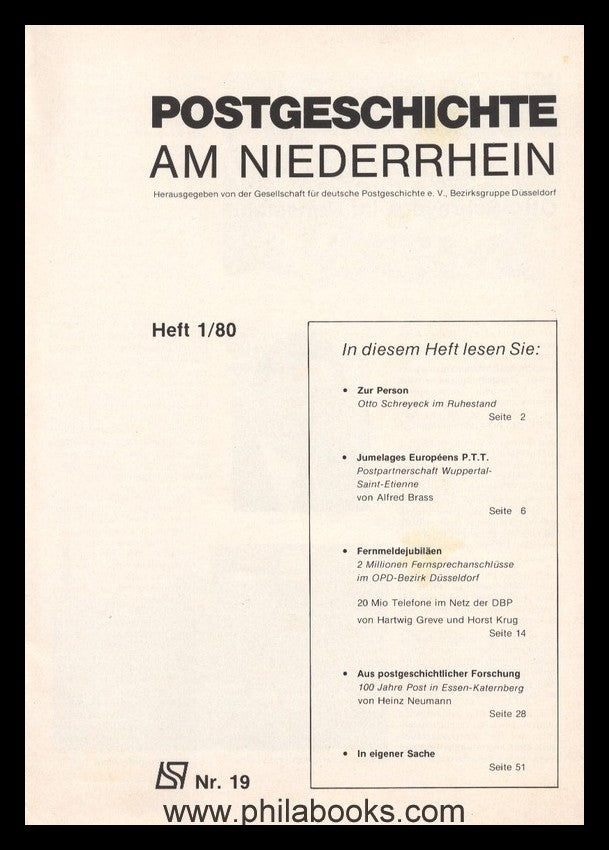 POSTGESCHICHTE
AM NIEDERRHEIN
Herausgegeben von der Gesellschaft für deutsche Postgeschichte e. V., Bezirksgruppe Düsseldorf
Heft 1/80
In diesem Heft lesen Sie:
• Zur Person
Otto Schreyeck im Ruhestand
Seite 2
• Jumelages Européens P.T.T.
Postpartnerschaft Wuppertal-
Saint-Etienne
von Alfred Brass
Seite 6
• Fernmeldejubiläen
2 Millionen Fernsprechanschlüsse
im OPD-Bezirk Düsseldorf
20 Mio Telefone im Netz der DBP
von Hartwig Greve und Horst Krug
Seite 14
• Aus postgeschichtlicher Forschung
100 Jahre Post in Essen-Katernberg
von Heinz Neumann
Seite 28
• In eigener Sache
Seite 51
Nr. 19
www.philabooks.com